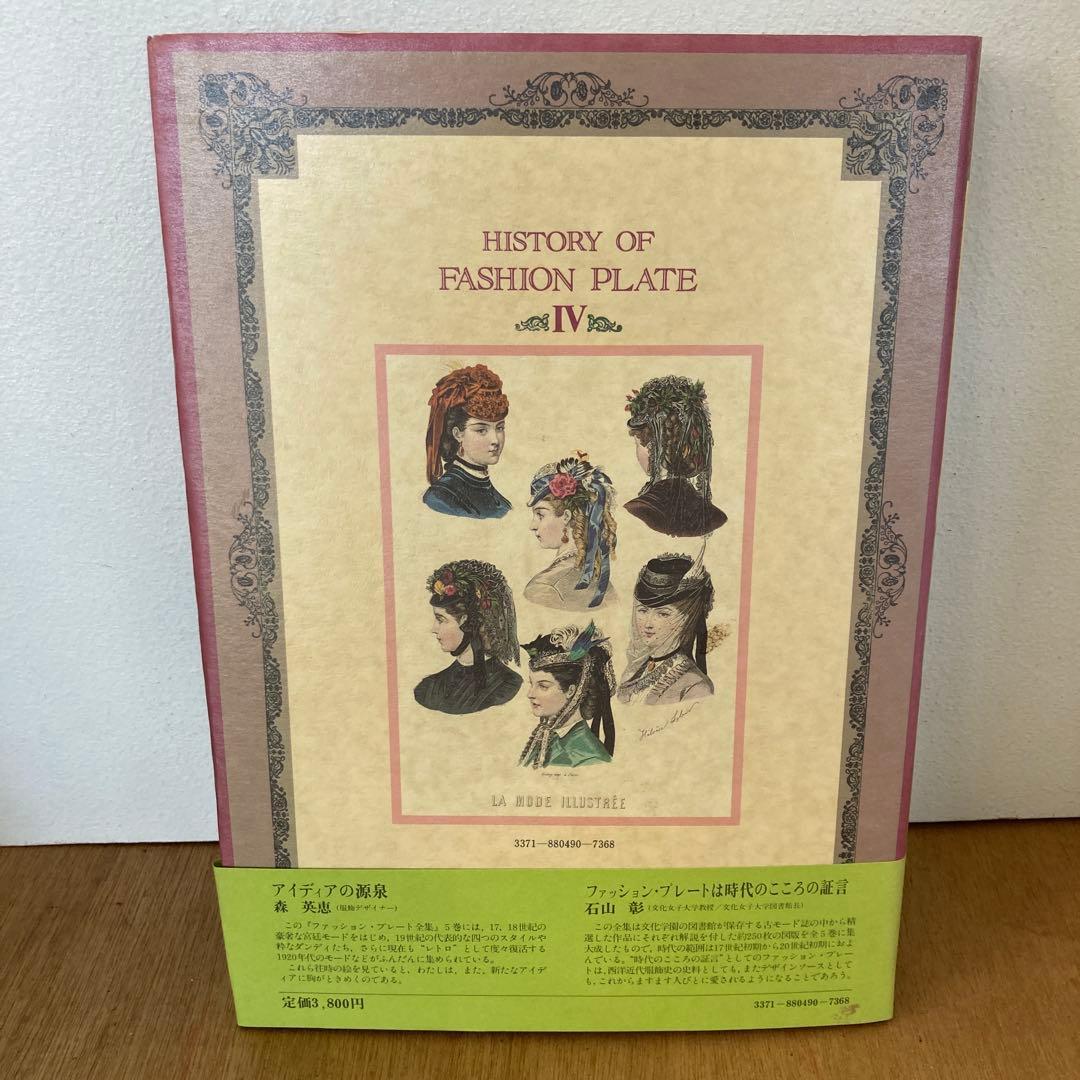 HISTORY OF
FASHION PLATE
IV
LA MODE ILLUSTRÉE
3371—880490—7368
アイディアの源泉
森 英恵(服飾デザイナー)
この『ファッション・プレート全集』5巻には、17、18世紀の
豪奢な宮廷モードをはじめ、19世紀の代表的な四つのスタイルや
粋なダンディたち、さらに現在も“レトロ”として度々復活する
1920年代のモードなどがふんだんに集められている。
これら往時の絵を見ていると、わたしは、また、新たなアイデ
ィアに胸がときめくのである。
定価3,800円
ファッション・プレートは時代のこころの証言
石山 彰(文化女子大学教授/文化女子大学図書館長)
この全集は文化学園の図書館が保存する古モード誌の中から精
選した作品にそれぞれ解説を付した約250枚の図版を全5巻に集
大成したもので、時代の範囲は17世紀初期から20世紀初期におよ
んでいる。“時代のこころの証言”としてのファッション・プレー
トは、西洋近代服飾史の史料としても、またデザインソースとして
も、これからますます人びとに愛されるようになることであろう。
3371—880490—7368